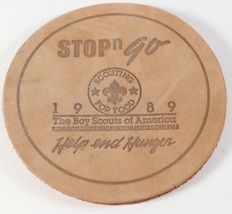 STOP n go
SCOUTING
FOR FOOD
1989
The Boy Scouts of America
Help end Hunger